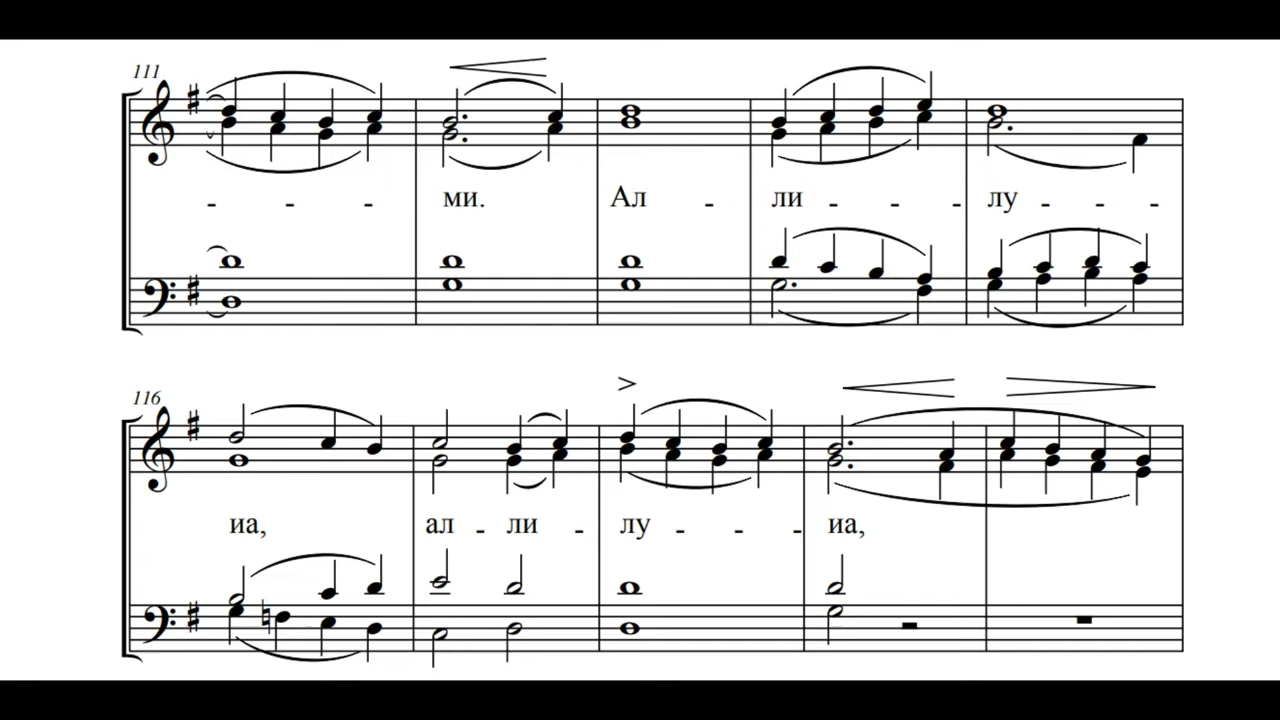 111
- - - ми. Ал - ли - - - лу - - -
116
иа, ал - ли - лу - - - иа,